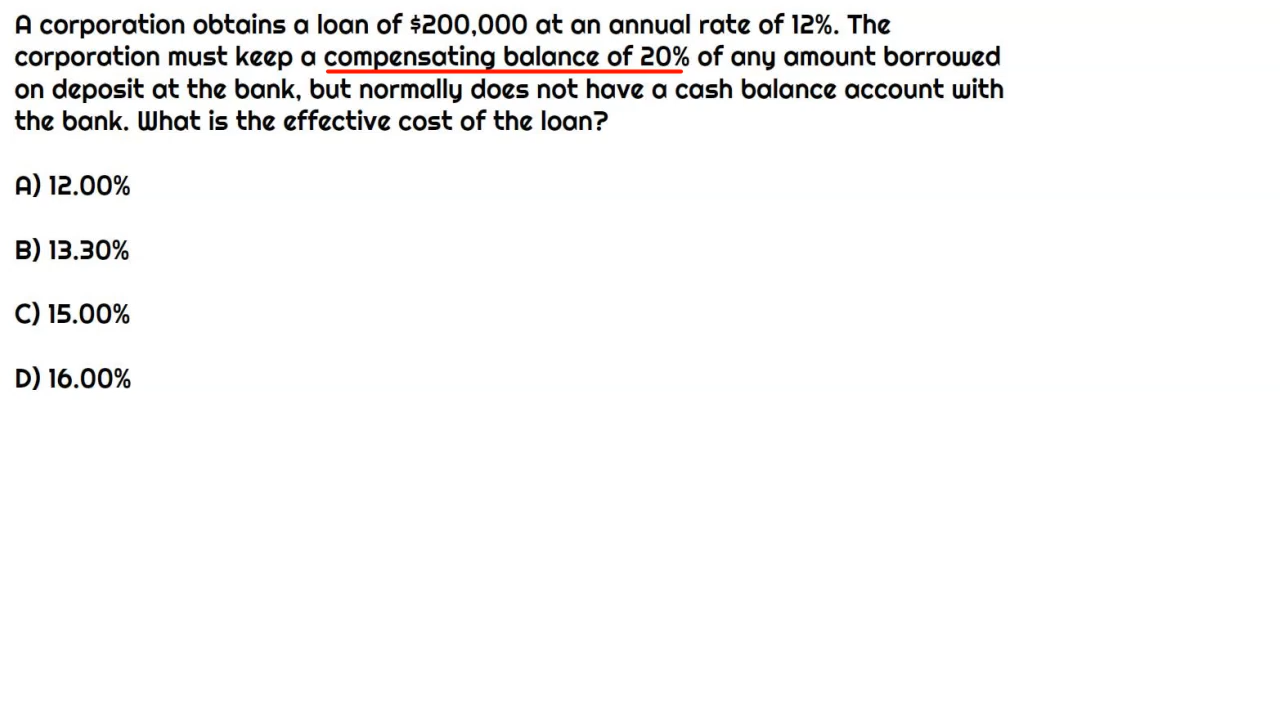 A corporation obtains a loan of $200,000 at an annual rate of 12%. The
corporation must keep a compensating balance of 20% of any amount borrowed
on deposit at the bank, but normally does not have a cash balance account with
the bank. What is the effective cost of the loan?
A) 12.00%
B) 13.30%
C) 15.00%
D) 16.00%